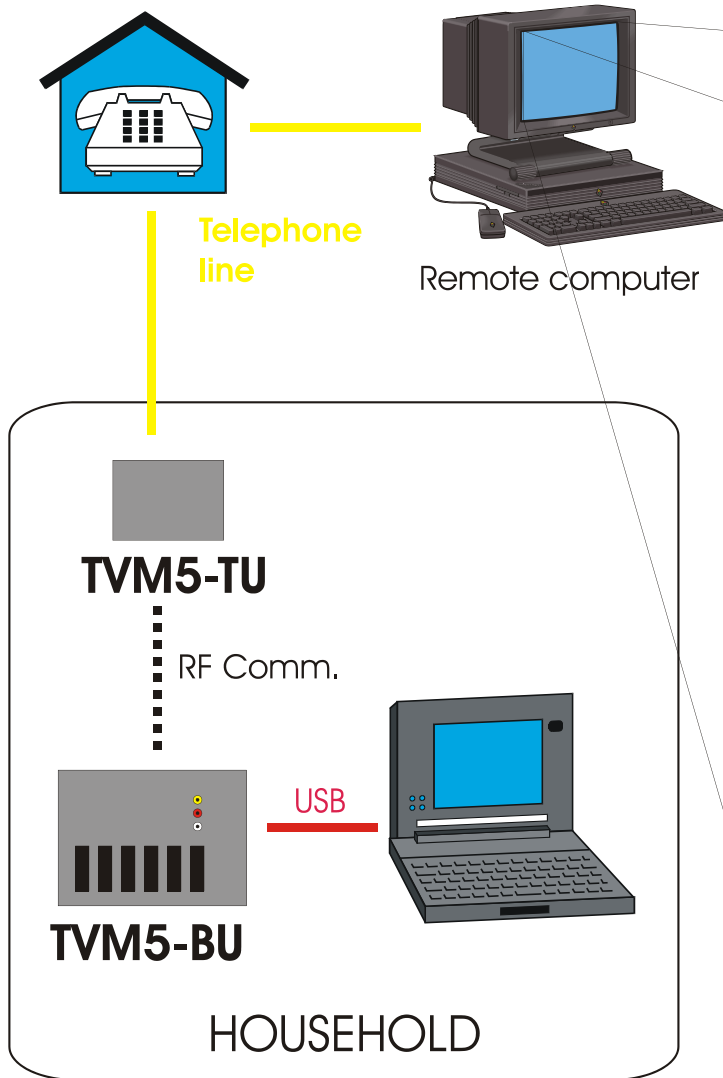 Telephone
line
Remote computer
TVM5-TU
RF Comm.
USB
TVM5-BU
HOUSEHOLD